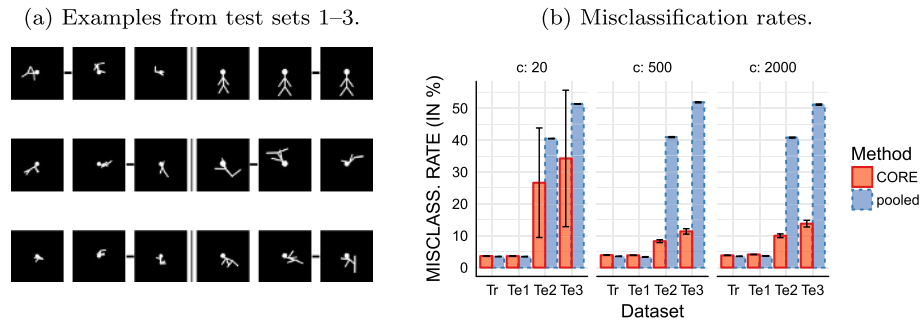 (a) Examples from test sets 1–3.
(b) Misclassification rates.
c: 20
c: 500
c: 2000
MISCLASS. RATE (IN %)
50
40
30
20
10
0
Tr Te1 Te2 Te3
Tr Te1 Te2 Te3
Tr Te1 Te2 Te3
Dataset
Method
CORE
pooled